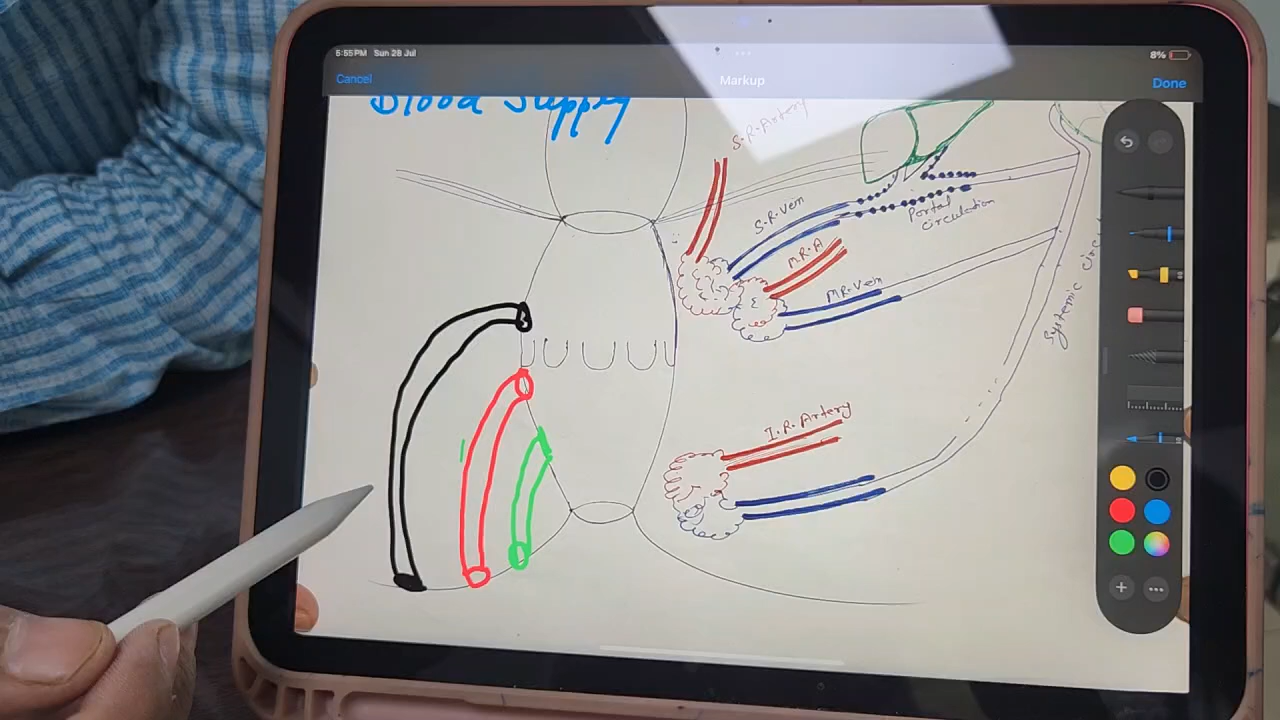 5:55 PM Sun 28 Jul
8%
Cancel
Markup
Done
Blood Supply
S.R.Artery
S.R.Vein
Portal
circulation
M.R.A
M.R.Vein
Systemic
I.R.Artery